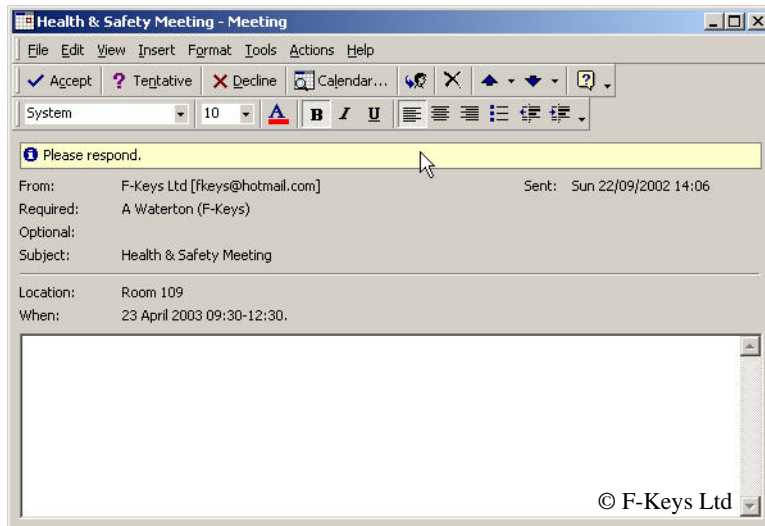 Health & Safety Meeting - Meeting
File Edit View Insert Format Tools Actions Help
Accept ? Tentative Decline Calendar... ?
System 10 A B I U
Please respond.
From: F-Keys Ltd [fkeys@hotmail.com] Sent: Sun 22/09/2002 14:06
Required: A Waterton (F-Keys)
Optional:
Subject: Health & Safety Meeting
Location: Room 109
When: 23 April 2003 09:30-12:30.
© F-Keys Ltd